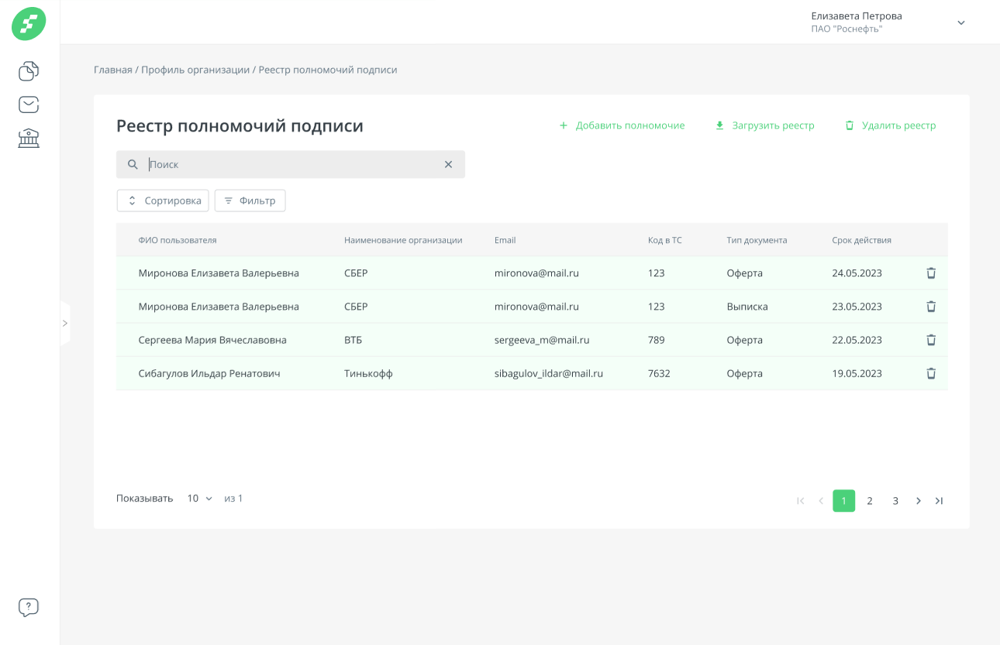 Елизавета Петрова
ПАО "Роснефть"
Главная / Профиль организации / Реестр полномочий подписи
Реестр полномочий подписи
+ Добавить полномочие Загрузить реестр Удалить реестр
Поиск
Сортировка Фильтр
ФИО пользователя Наименование организации Email Код в ТС Тип документа Срок действия
Миронова Елизавета Валерьевна СБЕР mironova@mail.ru 123 Оферта 24.05.2023
Миронова Елизавета Валерьевна СБЕР mironova@mail.ru 123 Выписка 23.05.2023
Сергеева Мария Вячеславовна ВТБ sergeeva_m@mail.ru 789 Оферта 22.05.2023
Сибагулов Ильдар Ренатович Тинькофф sibagulov_ildar@mail.ru 7632 Оферта 19.05.2023
Показывать 10 из 1 1 2 3
?